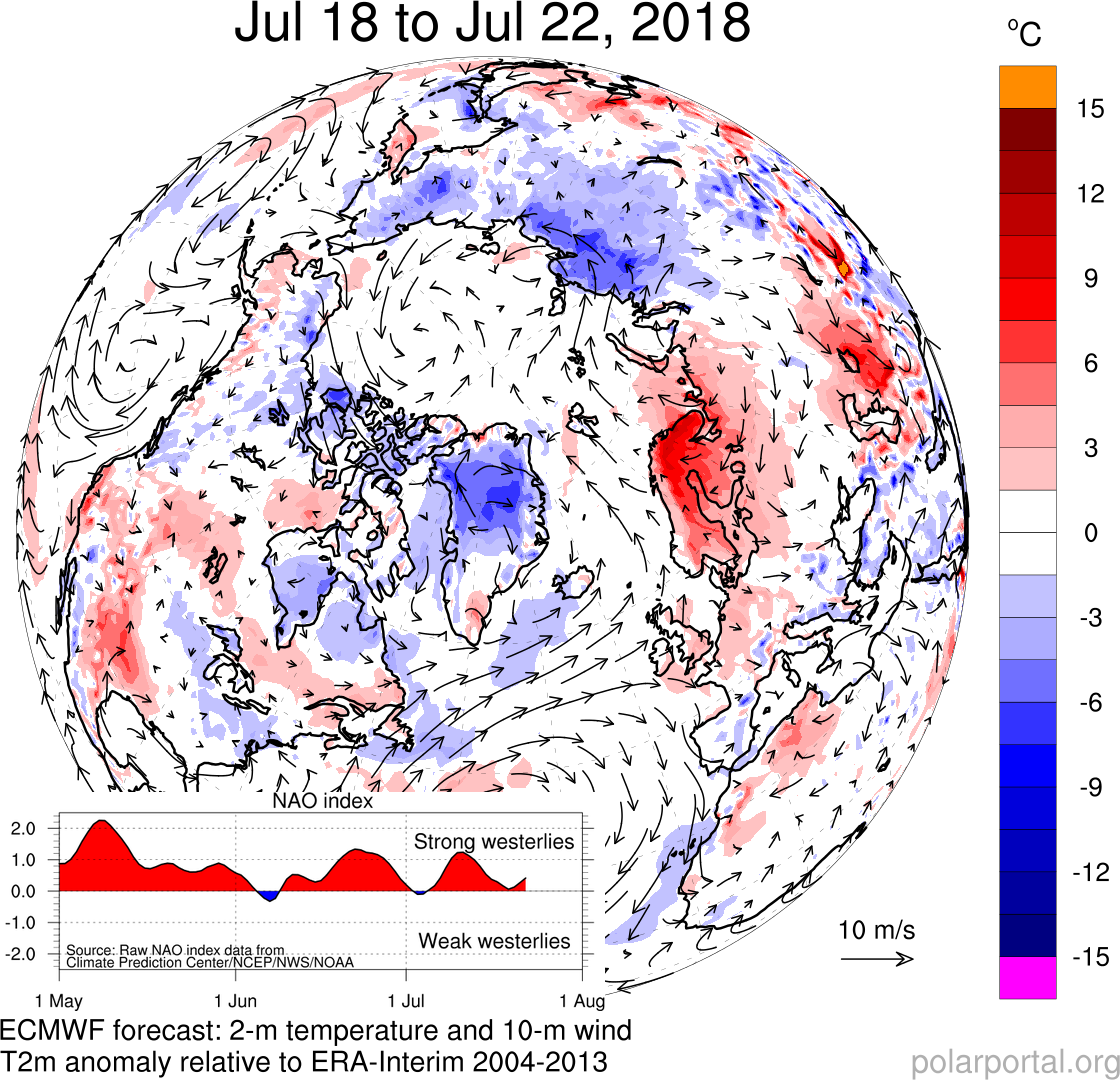 Jul 18 to Jul 22, 2018
°C
15
12
9
6
3
0
-3
-6
-9
-12
-15
10 m/s
NAO index
2.0
1.0
0.0
-1.0
-2.0
Strong westerlies
Weak westerlies
Source: Raw NAO index data from
Climate Prediction Center/NCEP/NWS/NOAA
1 May
1 Jun
1 Jul
1 Aug
ECMWF forecast: 2-m temperature and 10-m wind
T2m anomaly relative to ERA-Interim 2004-2013
polarportal.org